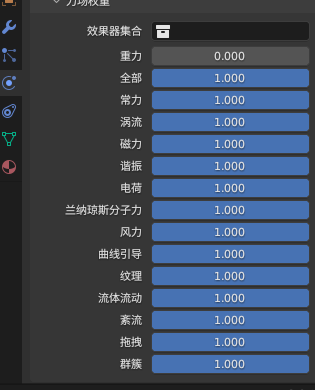 力场权重
效果器集合
重力 0.000
全部 1.000
常力 1.000
涡流 1.000
磁力 1.000
谐振 1.000
电荷 1.000
兰纳琼斯分子力 1.000
风力 1.000
曲线引导 1.000
纹理 1.000
流体流动 1.000
紊流 1.000
拖拽 1.000
群簇 1.000